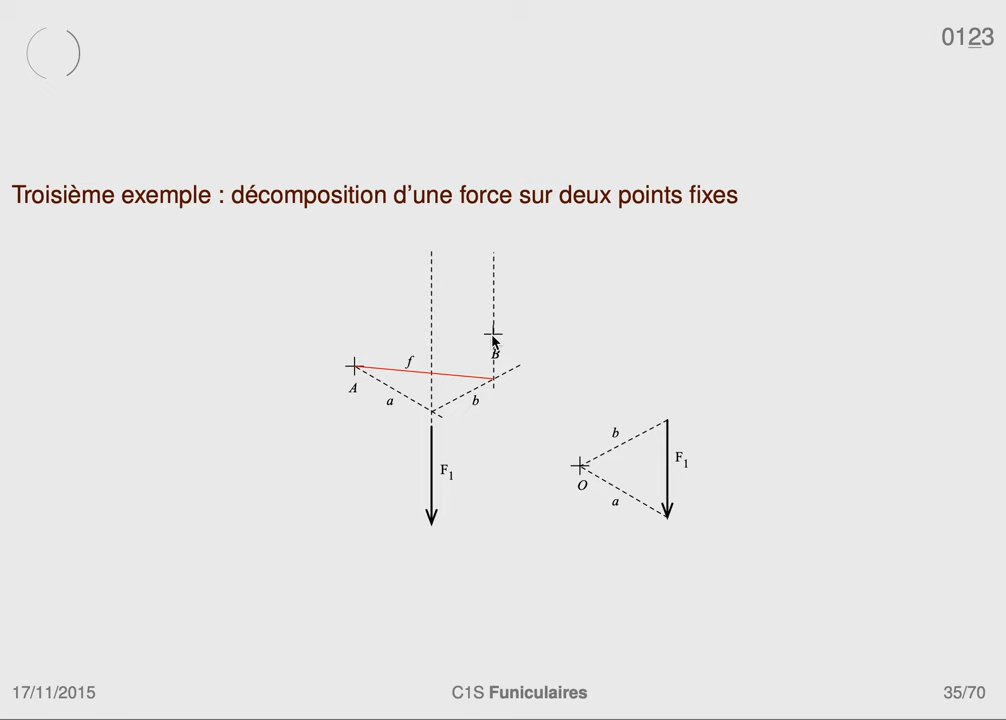 0123
Troisième exemple : décomposition d'une force sur deux points fixes
f
B
A
a
b
b
F1
F1
O
a
17/11/2015
C1S Funiculaires
35/70